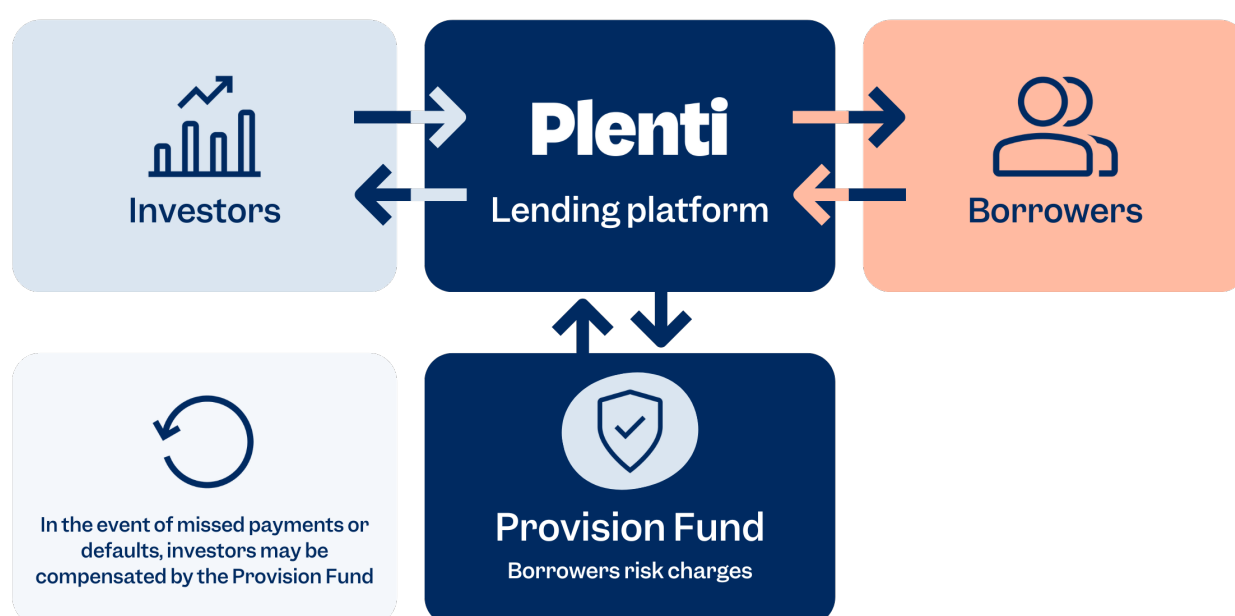 Investors
Plenti
Lending platform
Borrowers
In the event of missed payments or
defaults, investors may be
compensated by the Provision Fund
Provision Fund
Borrowers risk charges